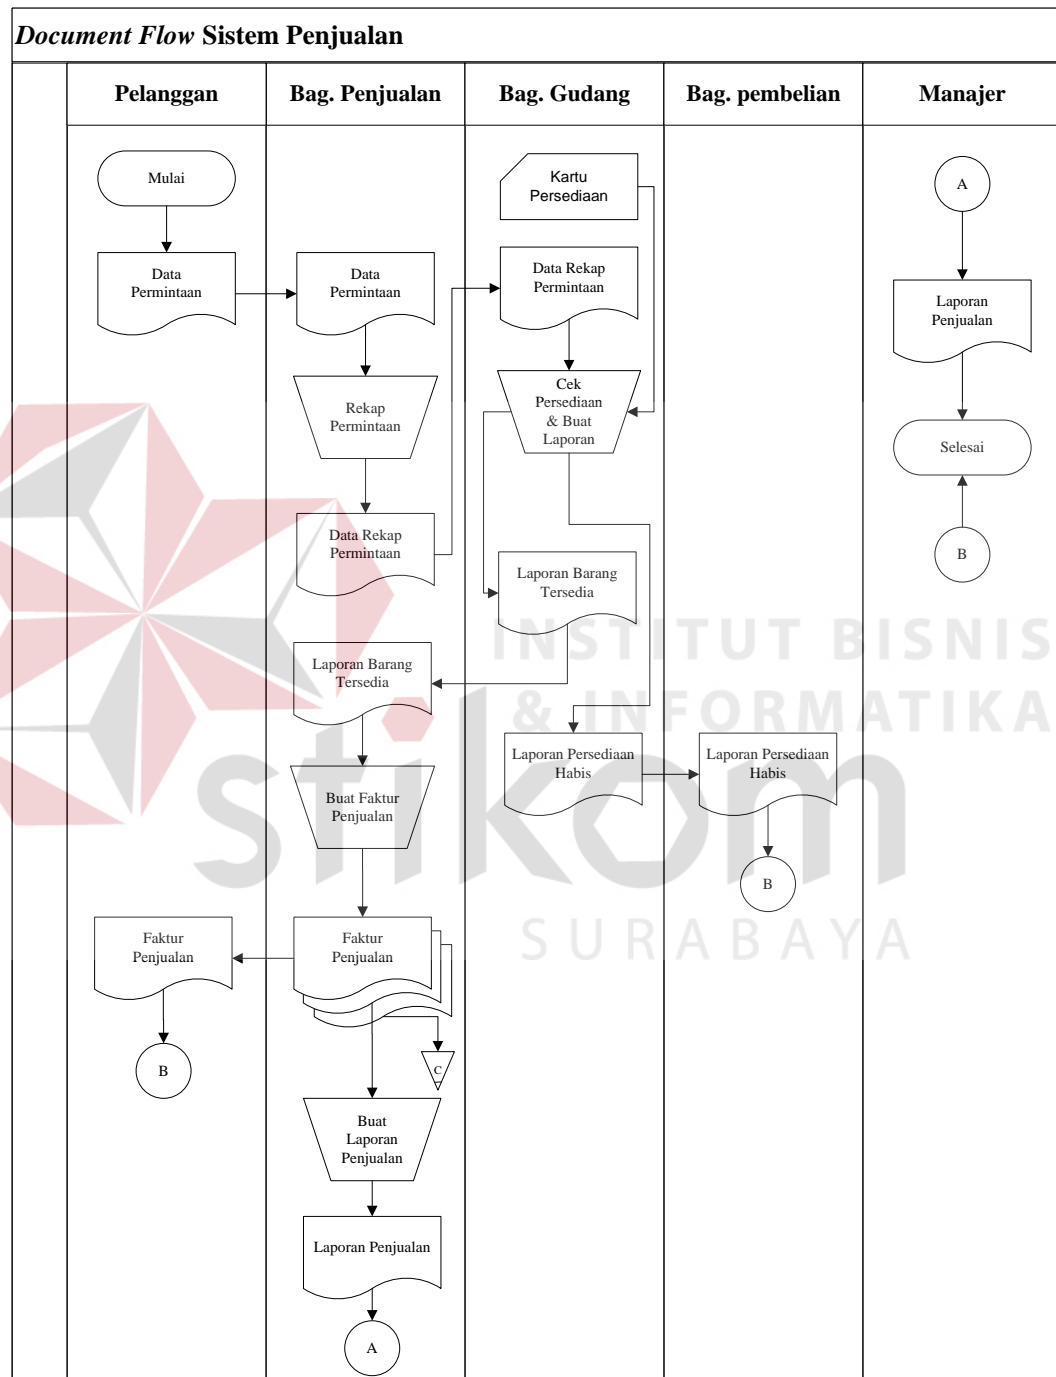 Document Flow Sistem Penjualan
Pelanggan
Bag. Penjualan
Bag. Gudang
Bag. pembelian
Manajer
Mulai
Kartu
Persediaan
A
Data
Permintaan
Data
Permintaan
Data Rekap
Permintaan
Laporan
Penjualan
Rekap
Permintaan
Cek
Persediaan
& Buat
Laporan
Selesai
Data Rekap
Permintaan
Laporan Barang
Tersedia
B
INSTITUT BISNIS
& INFORMATIKA
stikom
SURABAYA
Laporan Barang
Tersedia
Laporan Persediaan
Habis
Laporan Persediaan
Habis
Buat Faktur
Penjualan
B
Faktur
Penjualan
Faktur
Penjualan
B
C
Buat
Laporan
Penjualan
Laporan Penjualan
A